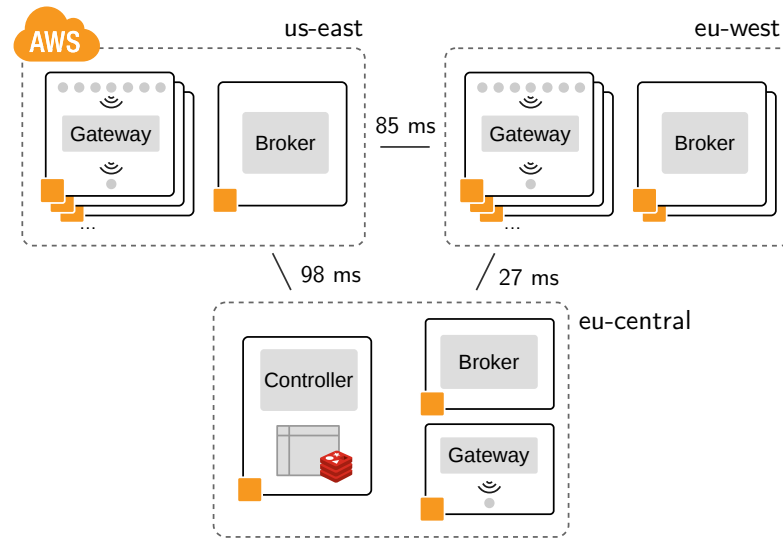 AWS
us-east
eu-west
Gateway
Broker
85 ms
Gateway
Broker
...
...
98 ms
27 ms
eu-central
Controller
Broker
Gateway